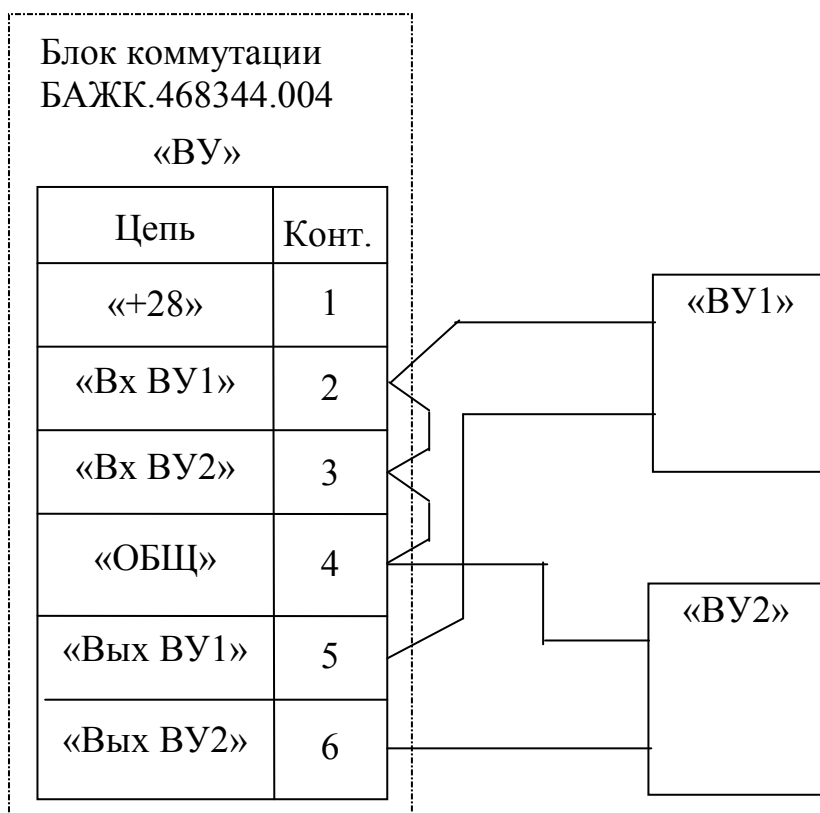 Блок коммутации
БАЖК.468344.004
«ВУ»
Цепь Конт.
«+28» 1
«Вх ВУ1» 2
«Вх ВУ2» 3
«ОБЩ» 4
«Вых ВУ1» 5
«Вых ВУ2» 6
«ВУ1»
«ВУ2»